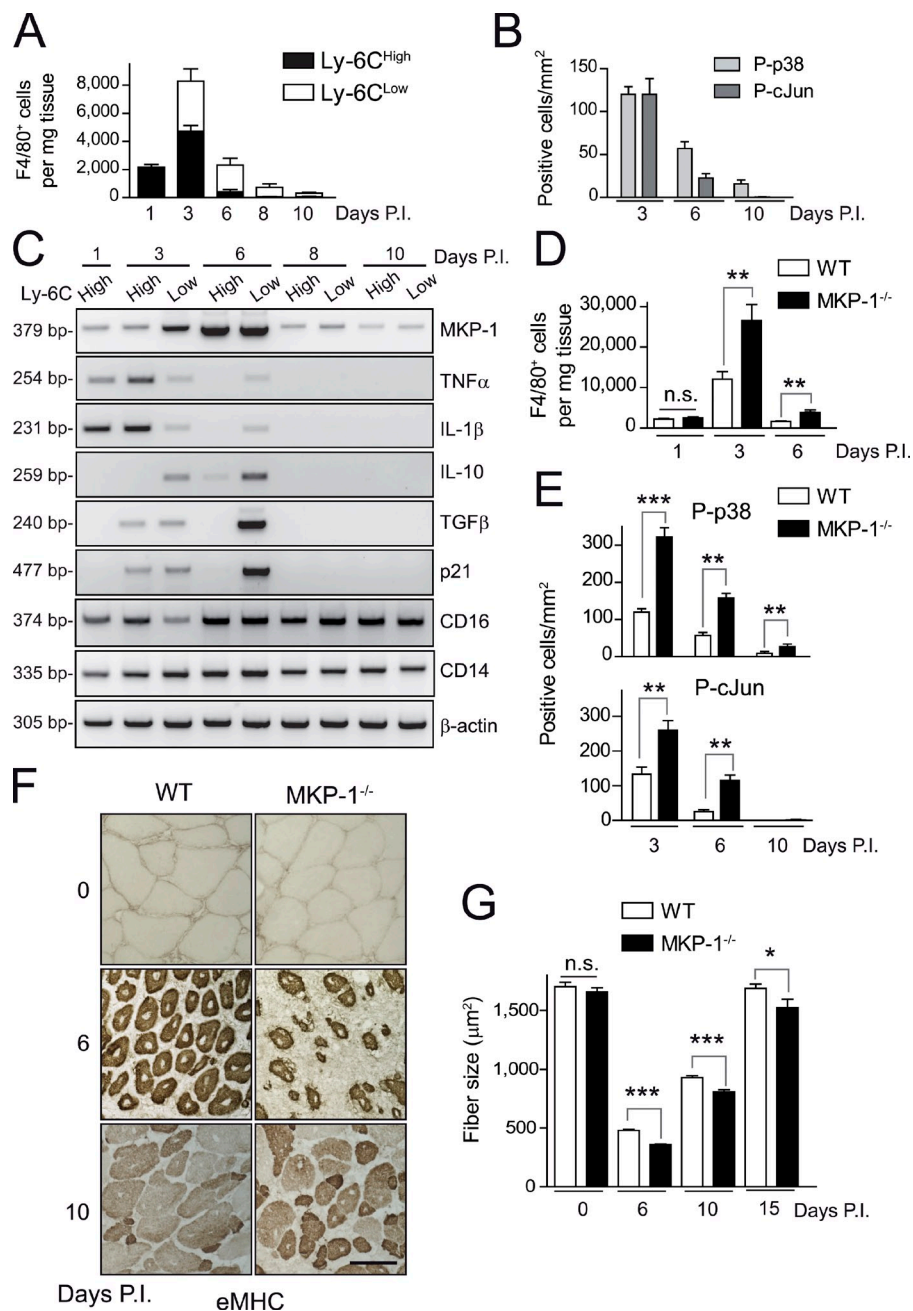 A
Ly-6CHigh
Ly-6CLow
F4/80+ cells
per mg tissue
8,000
6,000
4,000
2,000
0
1 3 6 8 10 Days P.I.
B
P-p38
P-cJun
Positive cells/mm2
100
50
0
3 6 10 Days P.I.
C
1 3 6 8 10 Days P.I.
Ly-6C High High Low High Low High Low High Low
379 bp- MKP-1
254 bp- TNFα
231 bp- IL-1β
259 bp- IL-10
240 bp- TGFβ
477 bp- p21
374 bp- CD16
335 bp- CD14
305 bp- β-actin
D
WT
MKP-1-/-
F4/80+ cells
per mg tissue
30,000
20,000
10,000
0
n.s. ** **
1 3 6 Days P.I.
E
WT
MKP-1-/-
P-p38
Positive cells/mm2
300
200
100
0
*** ** **
P-cJun
300
200
100
0
** **
3 6 10 Days P.I.
F
WT MKP-1-/-
0
6
10
Days P.I. eMHC
G
WT
MKP-1-/-
Fiber size (μm2)
1,500
1,000
500
0
n.s. *** *** *
0 6 10 15 Days P.I.